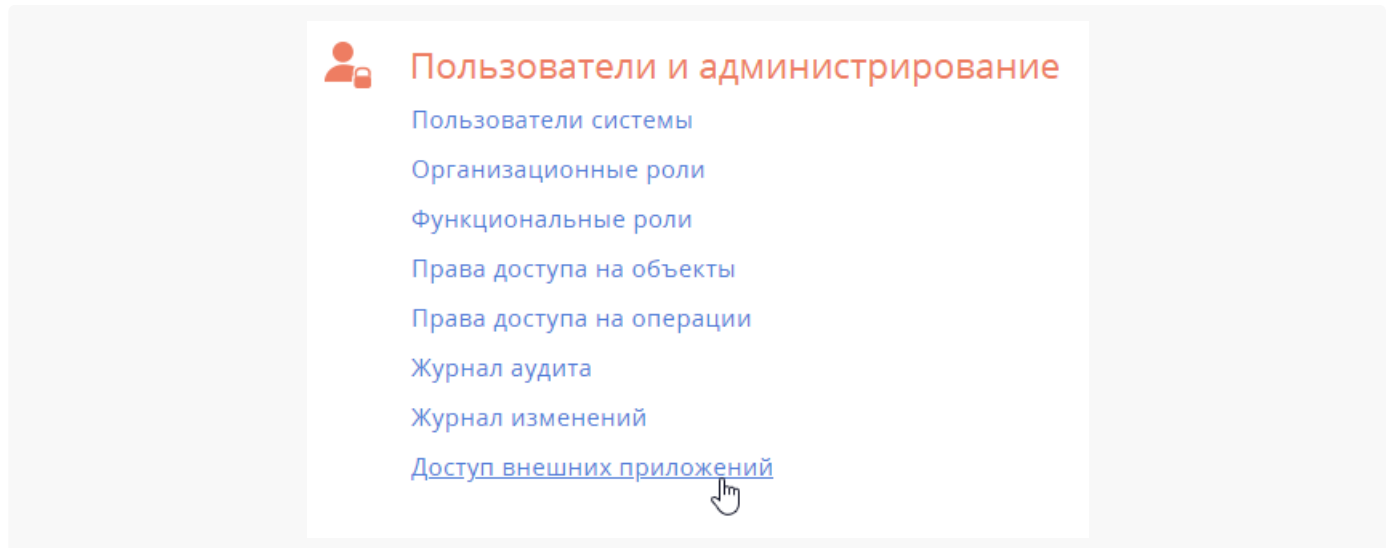 Пользователи и администрирование
Пользователи системы
Организационные роли
Функциональные роли
Права доступа на объекты
Права доступа на операции
Журнал аудита
Журнал изменений
Доступ внешних приложений